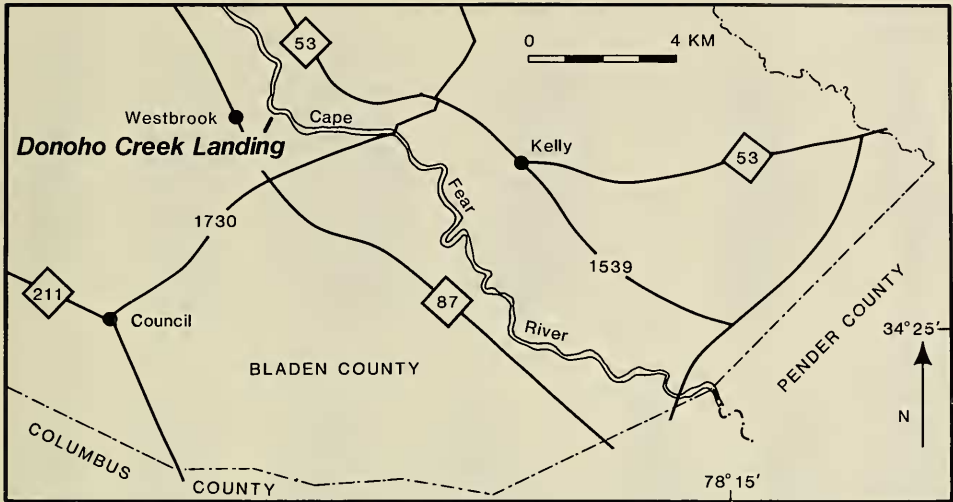 53
0 4 KM
Westbrook
Cape
Donoho Creek Landing
Kelly
53
Fear
1730
1539
211
87
Council
River
34°25′
BLADEN COUNTY
PENDER COUNTY
N
COLUMBUS
COUNTY
78°15′